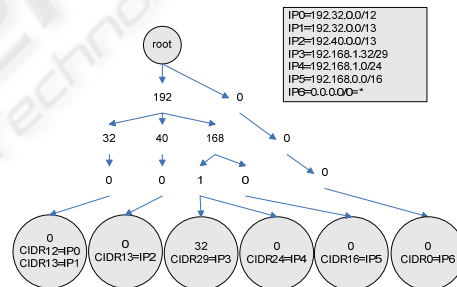 IP0=192.32.0.0/12
IP1=192.32.0.0/13
IP2=192.40.0.0/13
IP3=192.168.1.32/29
IP4=192.168.1.0/24
IP5=192.168.0.0/16
IP6=0.0.0.0/0=*
root
192 0
32 40 168 0
0 0 1 0 0
0 0 32 0 0 0
CIDR12=IP0 CIDR13=IP2 CIDR29=IP3 CIDR24=IP4 CIDR16=IP5 CIDR0=IP6
CIDR13=IP1